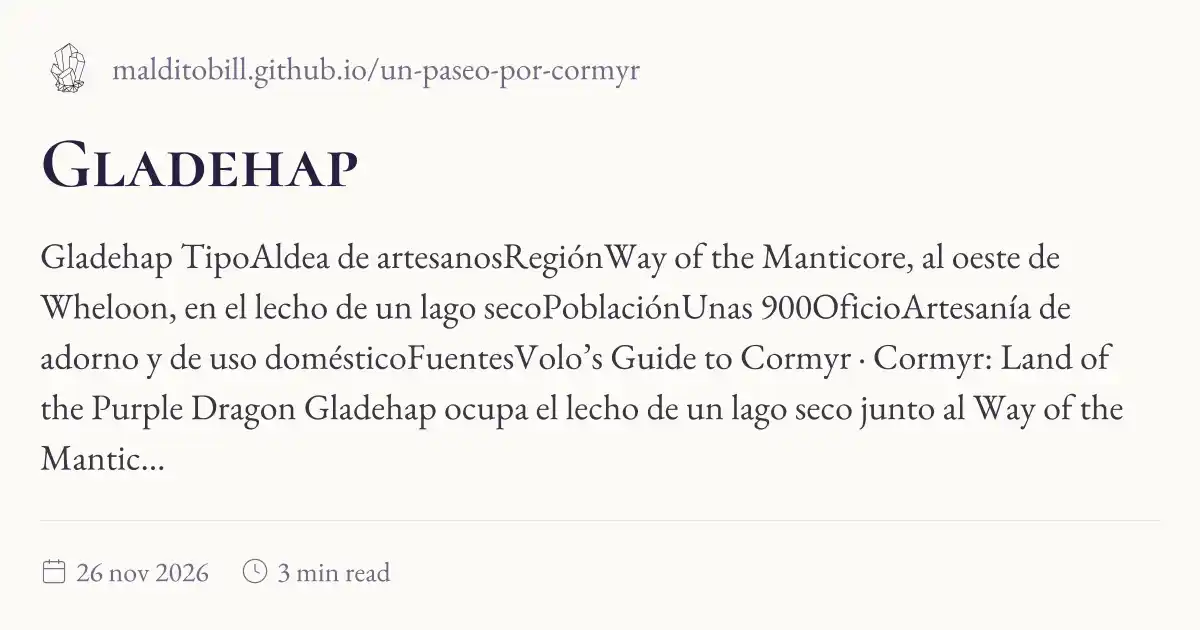 malditobill.github.io/un-paseo-por-cormyr
Gladehap
Gladehap TipoAldea de artesanosRegiónWay of the Manticore, al oeste de
Wheloon, en el lecho de un lago secoPoblaciónUnas 900OficioArtesanía de
adorno y de uso domésticoFuentesVolo’s Guide to Cormyr · Cormyr: Land of
the Purple Dragon Gladehap ocupa el lecho de un lago seco junto al Way of the
Mantic...
26 nov 2026
3 min read